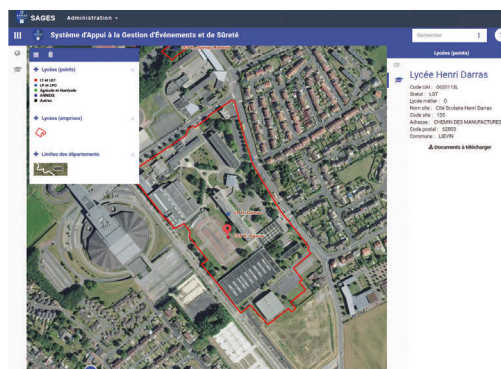 SAGES
Administration
Système d'Appui à la Gestion d'Événements et de Sûreté
Rechercher
Lycées (points)
Lycées (points)
LT et LGT
LP et LPO
Agricole et Horticole
ANNEXE
Autres
Lycées (emprises)
Limites des départements
Lycée Henri Darras
Code UAI : 0620113L
Statut : LGT
Lycée métier : O
Nom site : Cité Scolaire Henri Darras
Code site : 135
Adresse : CHEMIN DES MANUFACTURES
Code postal : 62803
Commune : LIEVIN
Documents à télécharger